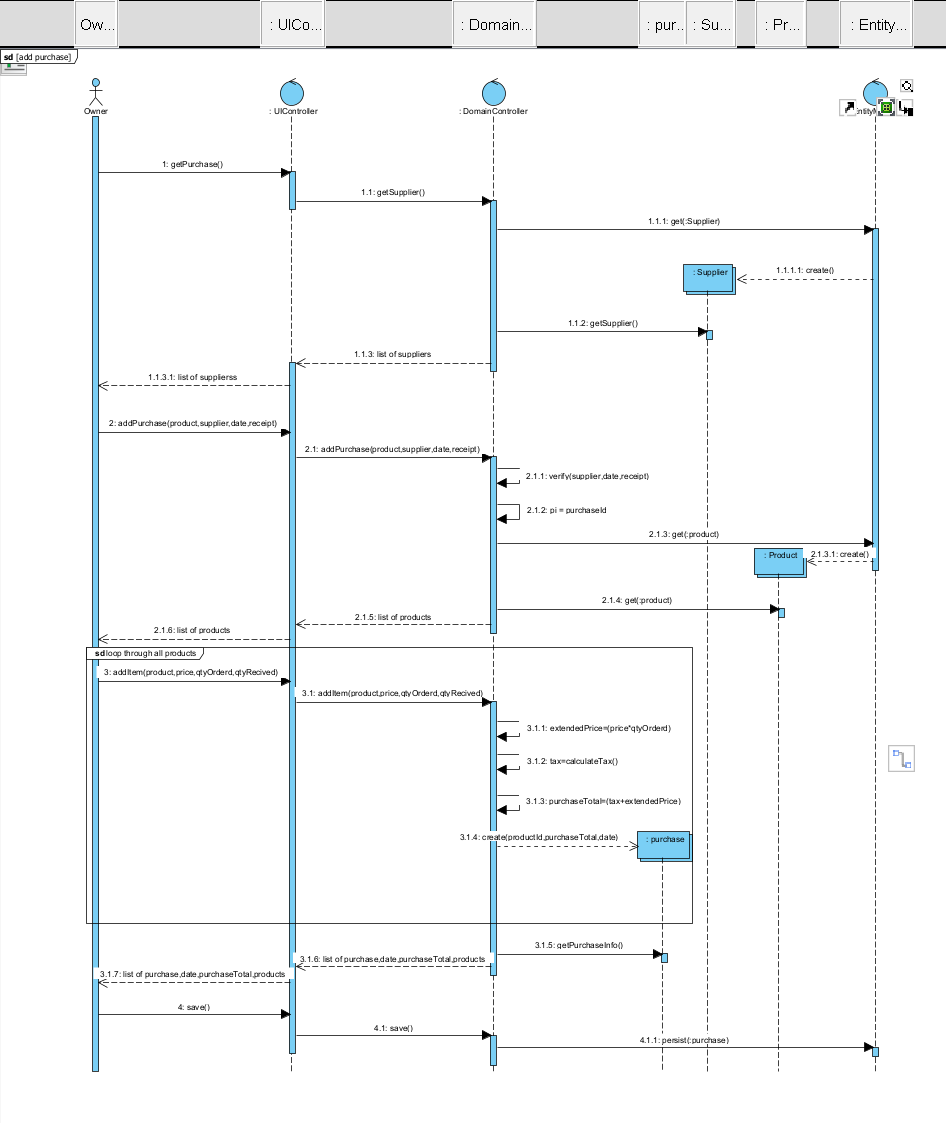 Ow...
: UICo...
: Domain...
: pur...
: Su...
: Pr...
: Entity...
sd [add purchase]
Owner
: UIController
: DomainController
1: getPurchase()
1.1: getSupplier()
1.1.1: get(:Supplier)
: Supplier
1.1.1.1: create()
1.1.2: getSupplier()
1.1.3: list of suppliers
1.1.3.1: list of supplierss
2: addPurchase(product,supplier,date,receipt)
2.1: addPurchase(product,supplier,date,receipt)
2.1.1: verify(supplier,date,receipt)
2.1.2: pi = purchaseId
2.1.3: get(:product)
: Product
2.1.3.1: create()
2.1.4: get(:product)
2.1.5: list of products
2.1.6: list of products
sd loop through all products
3: addItem(product,price,qtyOrderd,qtyRecived)
3.1: addItem(product,price,qtyOrderd,qtyRecived)
3.1.1: extendedPrice=(price*qtyOrderd)
3.1.2: tax=calculateTax()
3.1.3: purchaseTotal=(tax+extendedPrice)
3.1.4: create(productId,purchaseTotal,date)
: purchase
3.1.5: getPurchaseInfo()
3.1.6: list of purchase,date,purchaseTotal,products
3.1.7: list of purchase,date,purchaseTotal,products
4: save()
4.1: save()
4.1.1: persist(:purchase)